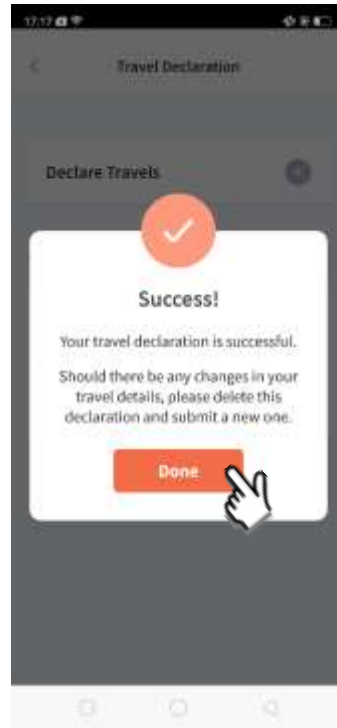 17:17
Travel Declaration
Declare Travels
Success!
Your travel declaration is successful.
Should there be any changes in your
travel details, please delete this
declaration and submit a new one.
Done